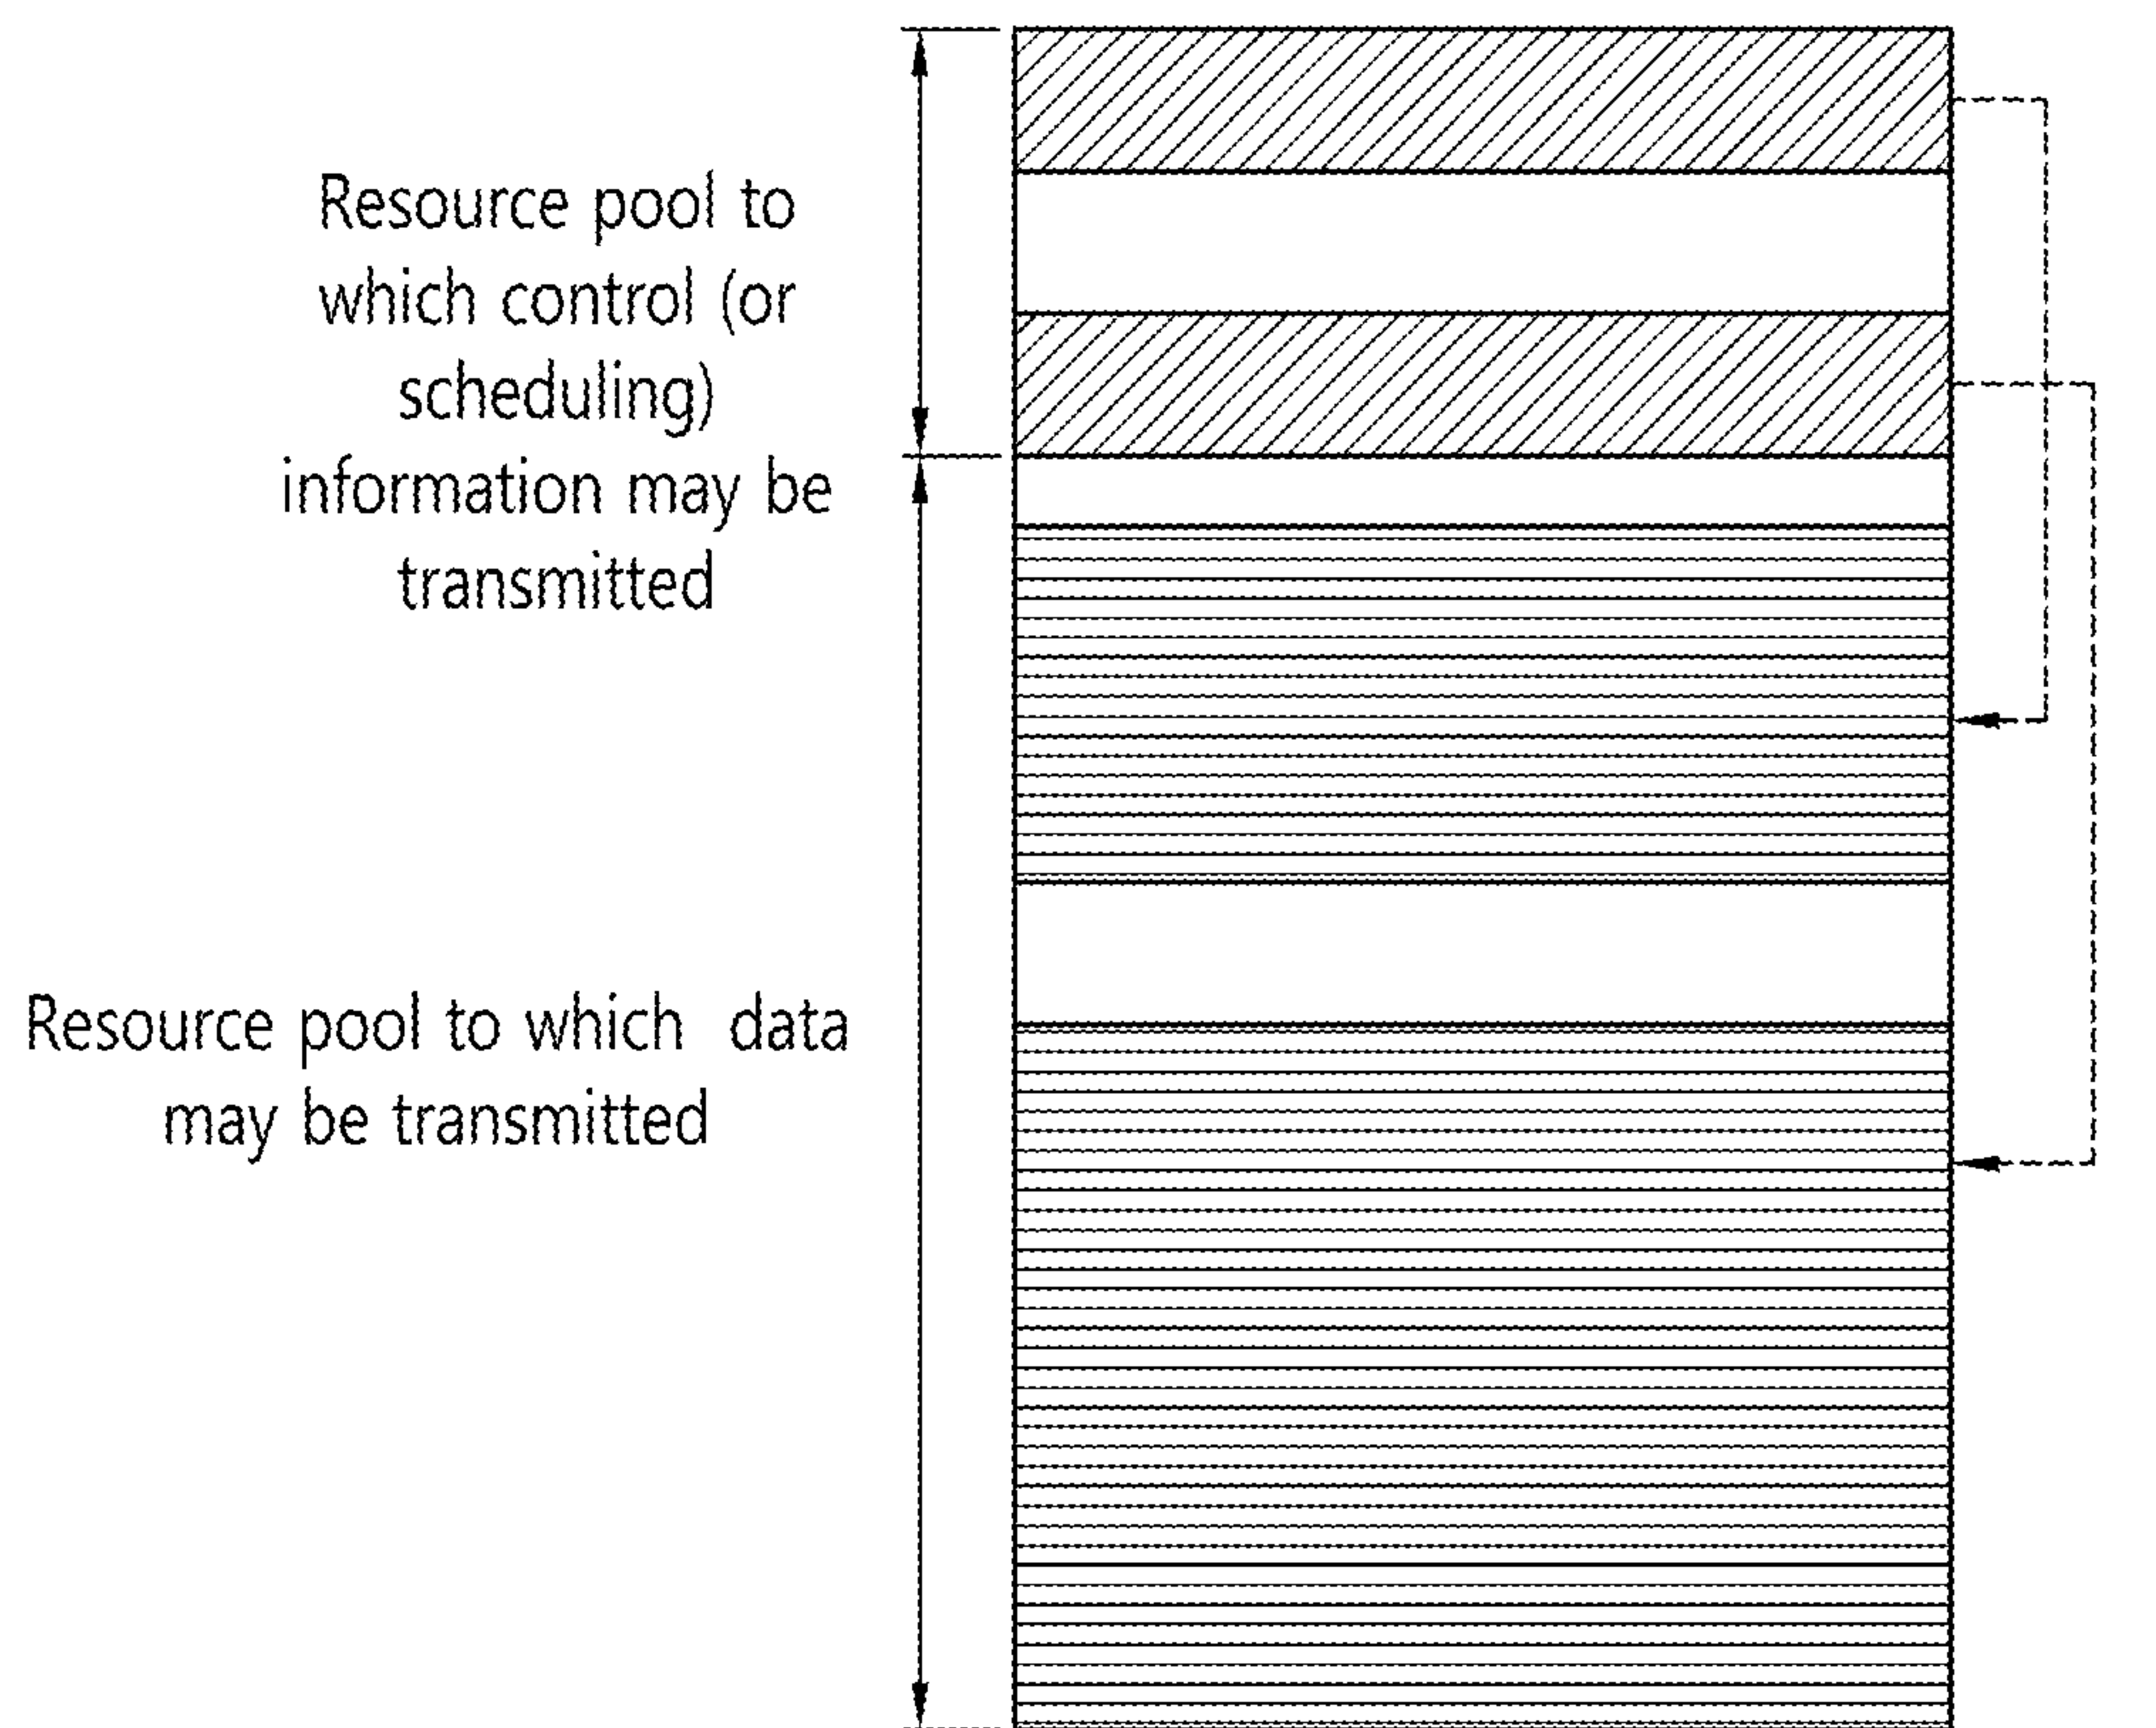 Resource pool to
which control (or
scheduling)
information may be
transmitted
Resource pool to which data
may be transmitted